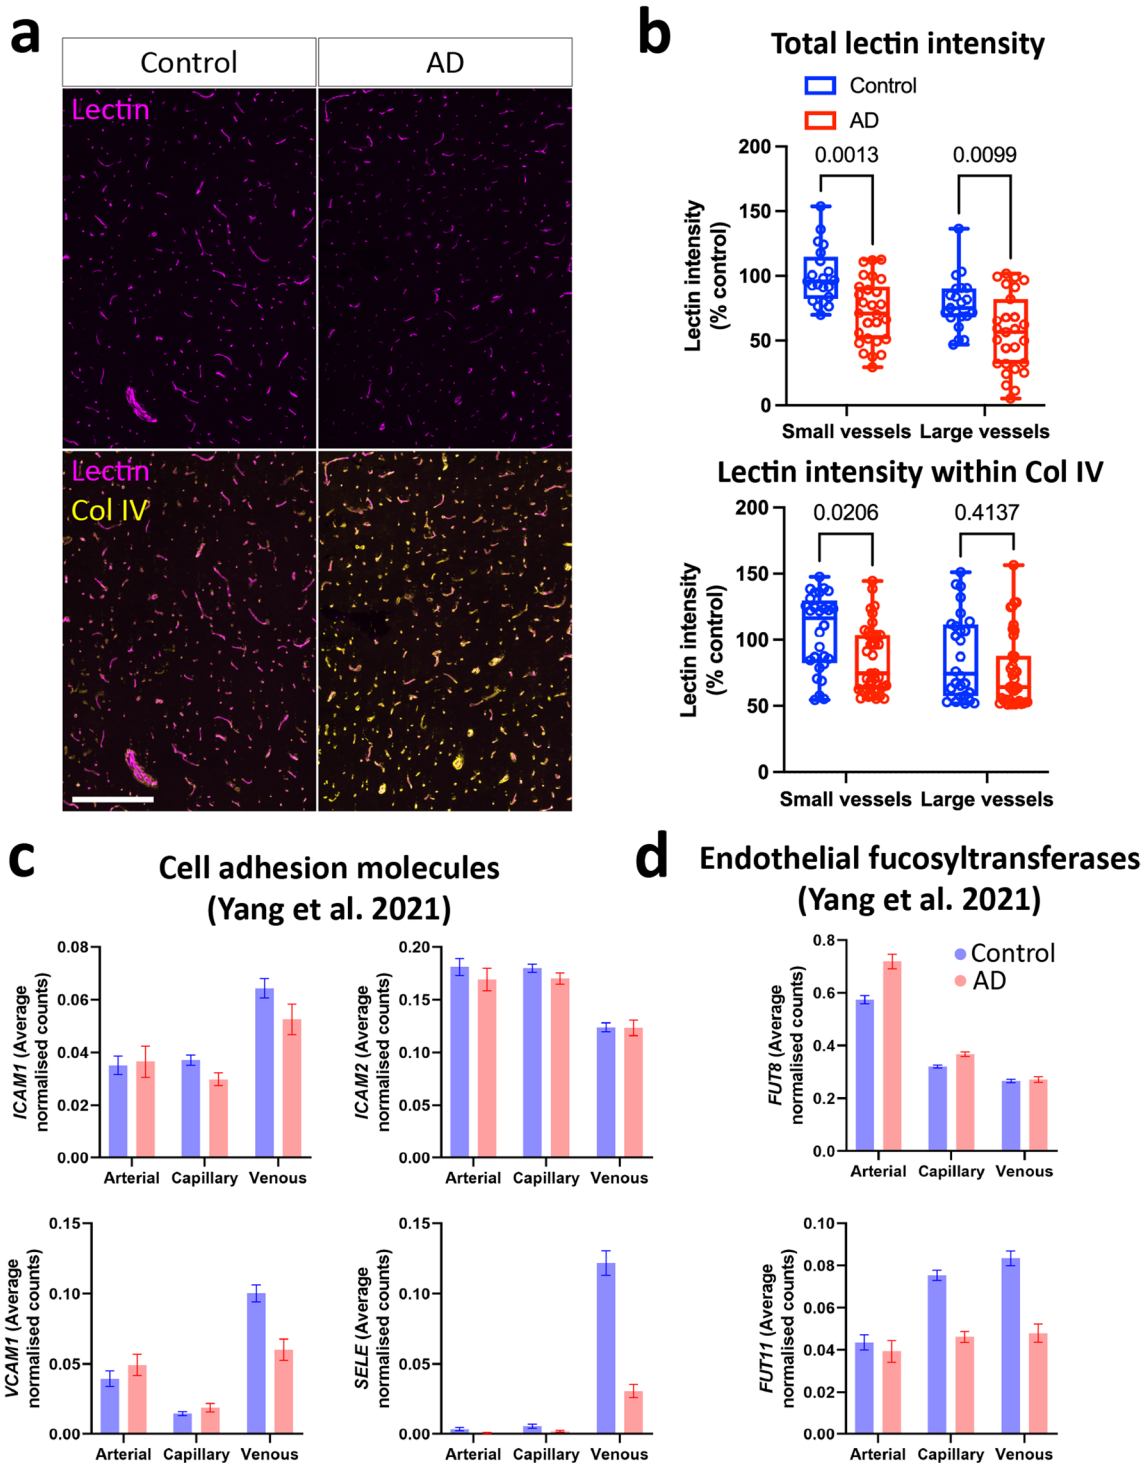 a
Control
AD
Lectin
Lectin
Col IV
b
Total lectin intensity
Control
AD
Lectin intensity
(% control)
200
150
100
50
0
0.0013
0.0099
Small vessels
Large vessels
Lectin intensity within Col IV
Lectin intensity
(% control)
200
150
100
50
0
0.0206
0.4137
Small vessels
Large vessels
c
Cell adhesion molecules
(Yang et al. 2021)
ICAM1 (Average
normalised counts)
0.08
0.06
0.04
0.02
0.00
Arterial
Capillary
Venous
ICAM2 (Average
normalised counts)
0.20
0.15
0.10
0.05
0.00
Arterial
Capillary
Venous
VCAM1 (Average
normalised counts)
0.15
0.10
0.05
0.00
Arterial
Capillary
Venous
SELE (Average
normalised counts)
0.15
0.10
0.05
0.00
Arterial
Capillary
Venous
d
Endothelial fucosyltransferases
(Yang et al. 2021)
Control
AD
FUT8 (Average
normalised counts)
0.8
0.6
0.4
0.2
0.0
Arterial
Capillary
Venous
FUT11 (Average
normalised counts)
0.10
0.08
0.06
0.04
0.02
0.00
Arterial
Capillary
Venous